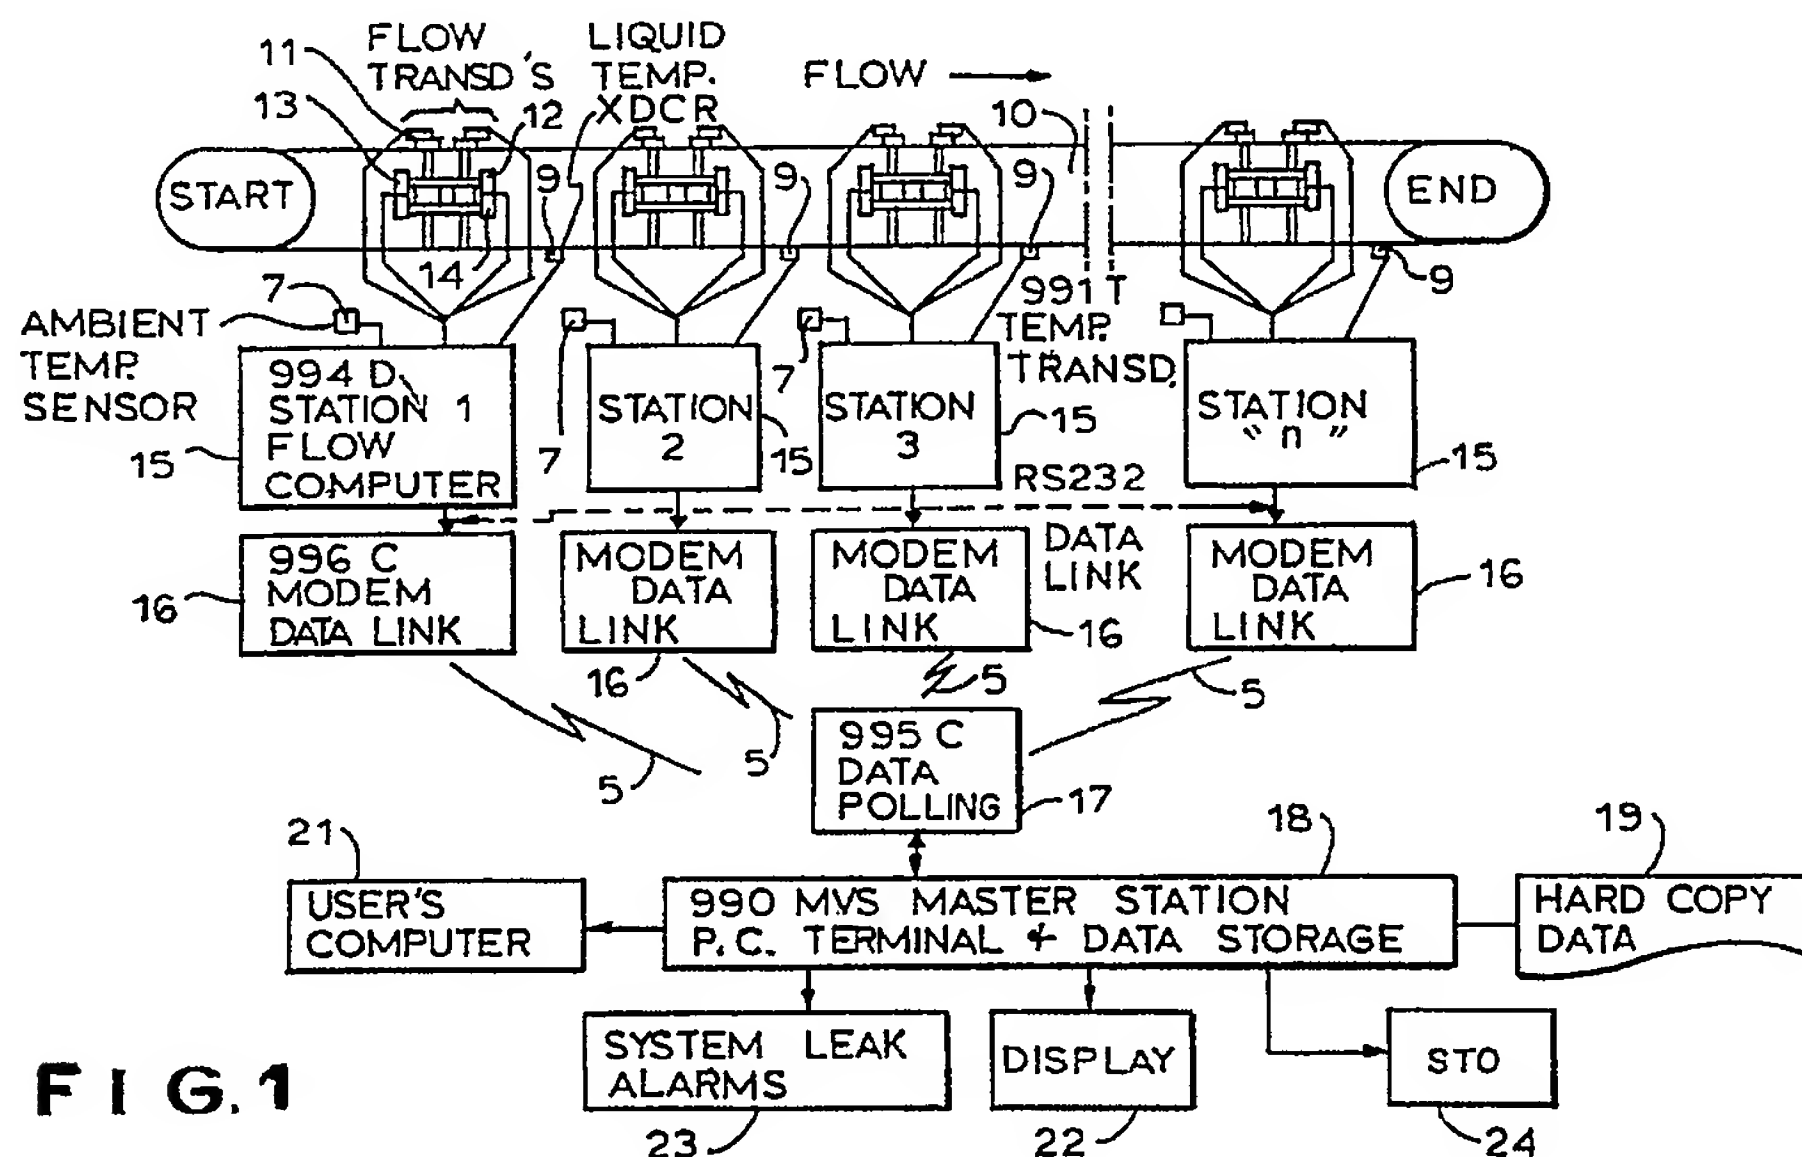 FLOW
TRANSD'S
LIQUID
TEMP.
XDCR
FLOW
11
13
12
10
9
9
9
START
END
14
9
7
AMBIENT
TEMP.
SENSOR
7
7
991 T
TEMP.
TRANSD.
994 D
STATION 1
FLOW
COMPUTER
STATION
2
STATION
3
STATION
"n"
15
15
15
15
RS232
DATA
LINK
996 C
MODEM
DATA LINK
MODEM
DATA
LINK
MODEM
DATA
LINK
MODEM
DATA
LINK
16
16
16
16
5
5
5
5
995 C
DATA
POLLING
17
21
18
19
USER'S
COMPUTER
990 MVS MASTER STATION
P.C. TERMINAL & DATA STORAGE
HARD COPY
DATA
SYSTEM LEAK
ALARMS
DISPLAY
STO
23
22
24
FIG.1